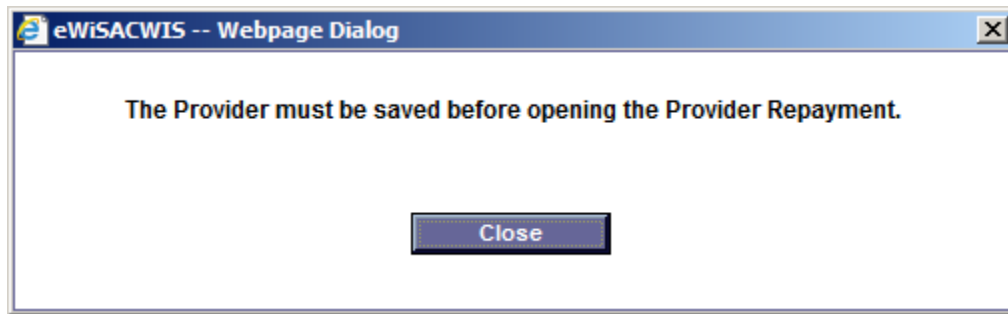 eWiSACWIS -- Webpage Dialog
The Provider must be saved before opening the Provider Repayment.
Close